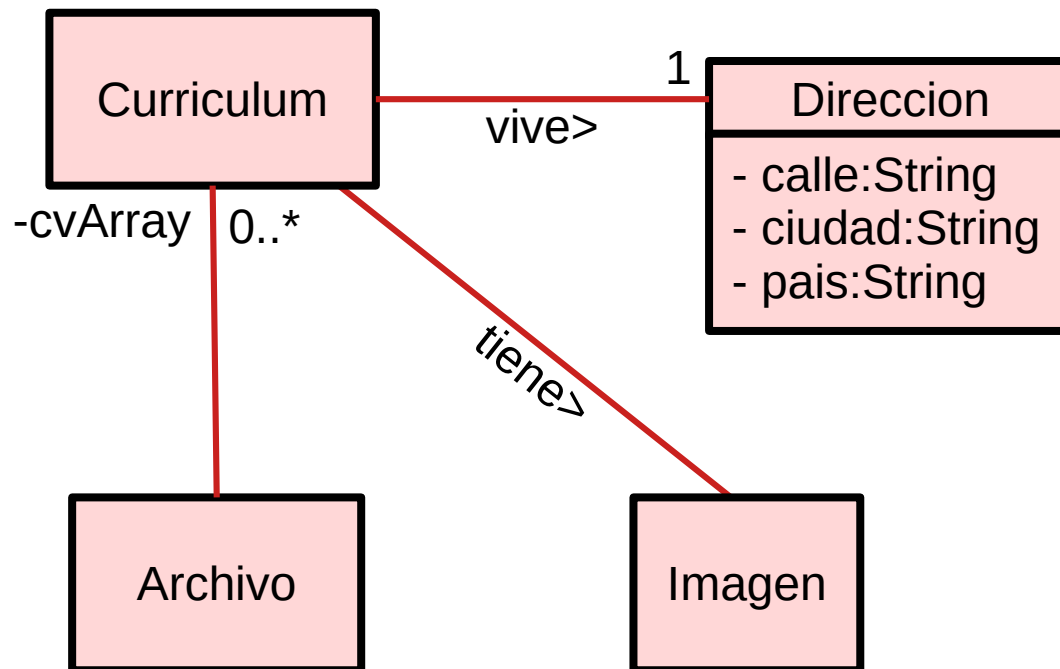 Curriculum
1
vive>
Direccion
- calle:String
- ciudad:String
- pais:String
-cvArray
0..*
tiene>
Archivo
Imagen